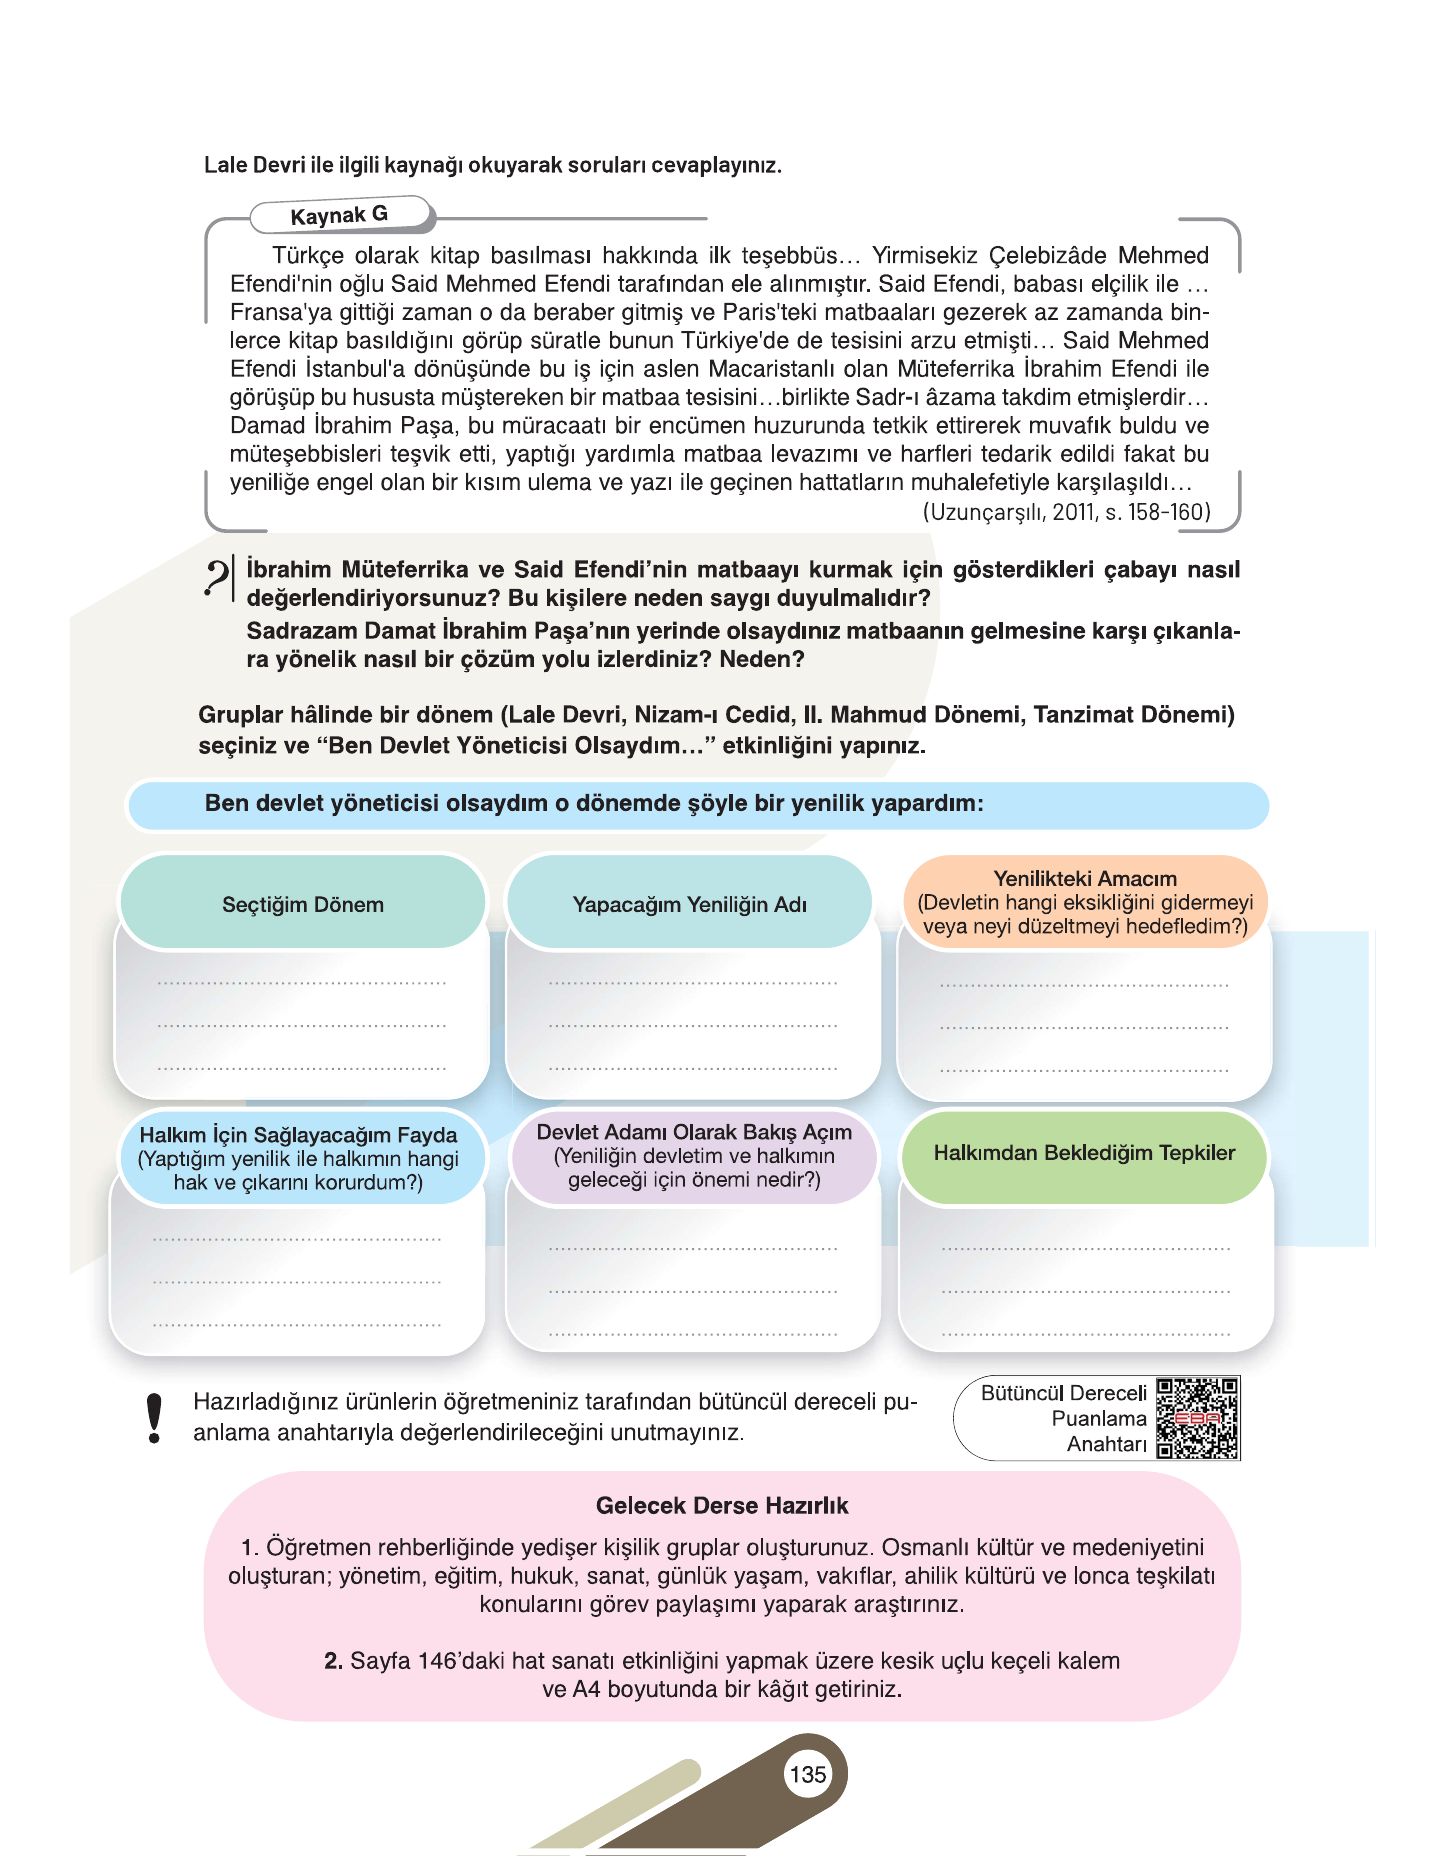 Lale Devri ile ilgili kaynağı okuyarak soruları cevaplayınız.
Kaynak G
Türkçe olarak kitap basılması hakkında ilk teşebbüs... Yirmisekiz Çelebizâde Mehmed
Efendi'nin oğlu Said Mehmed Efendi tarafından ele alınmıştır. Said Efendi, babası elçilik ile ...
Fransa'ya gittiği zaman o da beraber gitmiş ve Paris'teki matbaaları gezerek az zamanda bin-
lerce kitap basıldığını görüp süratle bunun Türkiye'de de tesisini arzu etmişti... Said Mehmed
Efendi İstanbul'a dönüşünde bu iş için aslen Macaristanlı olan Müteferrika İbrahim Efendi ile
görüşüp bu hususta müştereken bir matbaa tesisini...birlikte Sadr-ı âzama takdim etmişlerdir...
Damad İbrahim Paşa, bu müracaatı bir encümen huzurunda tetkik ettirerek muvafık buldu ve
müteşebbisleri teşvik etti, yaptığı yardımla matbaa levazımı ve harfleri tedarik edildi fakat bu
yeniliğe engel olan bir kısım ulema ve yazı ile geçinen hattatların muhalefetiyle karşılaşıldı...
(Uzunçarşılı, 2011, s. 158-160)
? İbrahim Müteferrika ve Said Efendi’nin matbaayı kurmak için gösterdikleri çabayı nasıl
değerlendiriyorsunuz? Bu kişilere neden saygı duyulmalıdır?
Sadrazam Damat İbrahim Paşa’nın yerinde olsaydınız matbaanın gelmesine karşı çıkanla-
ra yönelik nasıl bir çözüm yolu izlerdiniz? Neden?
Gruplar hâlinde bir dönem (Lale Devri, Nizam-ı Cedid, II. Mahmud Dönemi, Tanzimat Dönemi)
seçiniz ve “Ben Devlet Yöneticisi Olsaydım...” etkinliğini yapınız.
Ben devlet yöneticisi olsaydım o dönemde şöyle bir yenilik yapardım:
Seçtiğim Dönem
Yapacağım Yeniliğin Adı
Yenilikteki Amacım
(Devletin hangi eksikliğini gidermeyi
veya neyi düzeltmeyi hedefledim?)
Halkım İçin Sağlayacağım Fayda
(Yaptığım yenilik ile halkımın hangi
hak ve çıkarını korurdum?)
Devlet Adamı Olarak Bakış Açım
(Yeniliğin devletim ve halkımın
geleceği için önemi nedir?)
Halkımdan Beklediğim Tepkiler
! Hazırladığınız ürünlerin öğretmeniniz tarafından bütüncül dereceli pu-
anlama anahtarıyla değerlendirileceğini unutmayınız.
Bütüncül Dereceli
Puanlama
Anahtarı
EBA
Gelecek Derse Hazırlık
1. Öğretmen rehberliğinde yedişer kişilik gruplar oluşturunuz. Osmanlı kültür ve medeniyetini
oluşturan; yönetim, eğitim, hukuk, sanat, günlük yaşam, vakıflar, ahilik kültürü ve lonca teşkilatı
konularını görev paylaşımı yaparak araştırınız.
2. Sayfa 146’daki hat sanatı etkinliğini yapmak üzere kesik uçlu keçeli kalem
ve A4 boyutunda bir kâğıt getiriniz.
135